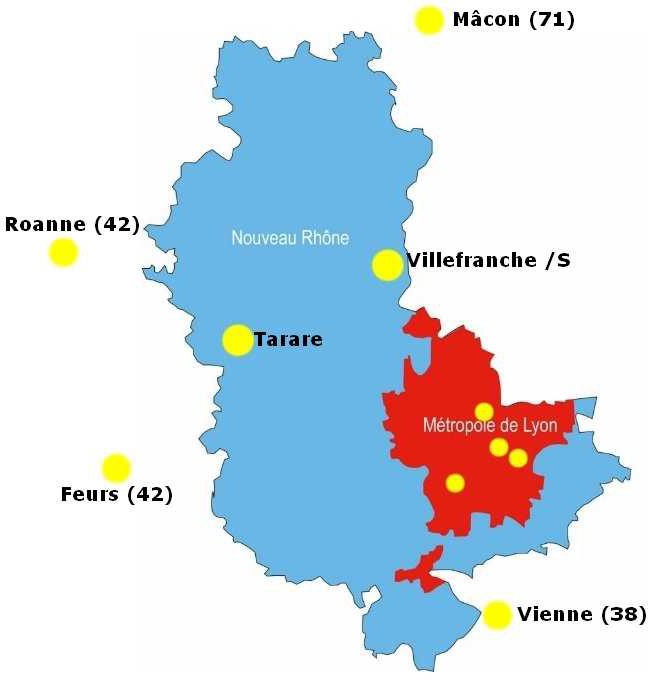 Mâcon (71)
Roanne (42)
Nouveau Rhône
Villefranche /S
Tarare
Métropole de Lyon
Feurs (42)
Vienne (38)